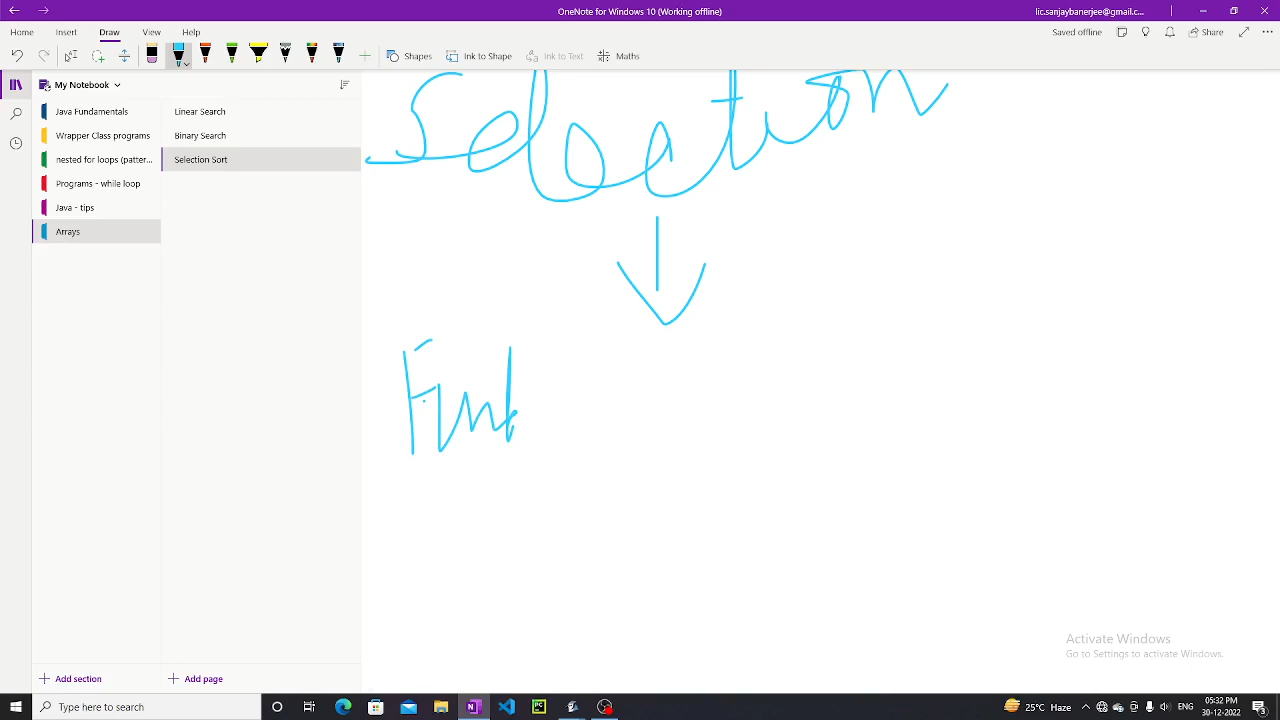 OneNote for Windows 10 (Working offline)
lic.sanjaybanerjee@gmail.c...
Home Insert Draw View Help
Saved offline
Share
Shapes Ink to Shape Ink to Text Maths
My Notebook
Java Fundamentals
Wrapper Class programs
nested for loops (patter...
Programs - while loop
Java - tips
Arrays
Linear Search
Binary Search
Selection Sort
Selection
Find
Activate Windows
Go to Settings to activate Windows.
Add section
Add page
Type here to search
25°C Haze
ENG
05:32 PM
30-12-2022